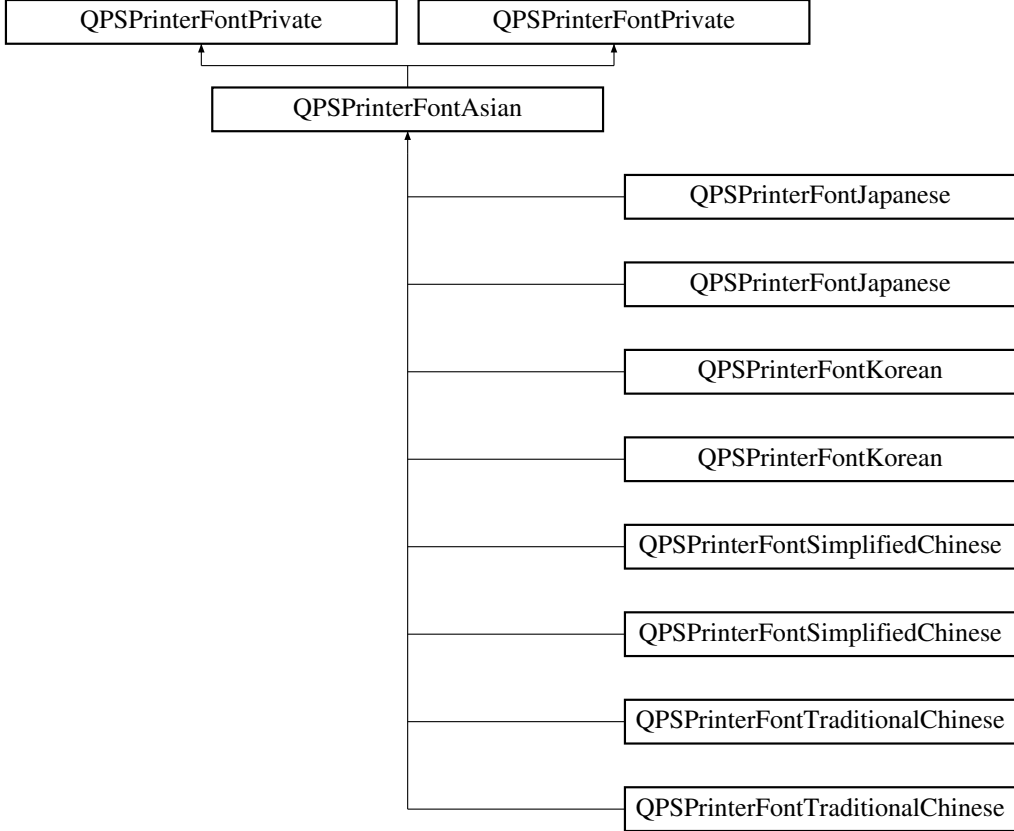 QPSPrinterFontPrivate
QPSPrinterFontPrivate
QPSPrinterFontAsian
QPSPrinterFontJapanese
QPSPrinterFontJapanese
QPSPrinterFontKorean
QPSPrinterFontKorean
QPSPrinterFontSimplifiedChinese
QPSPrinterFontSimplifiedChinese
QPSPrinterFontTraditionalChinese
QPSPrinterFontTraditionalChinese